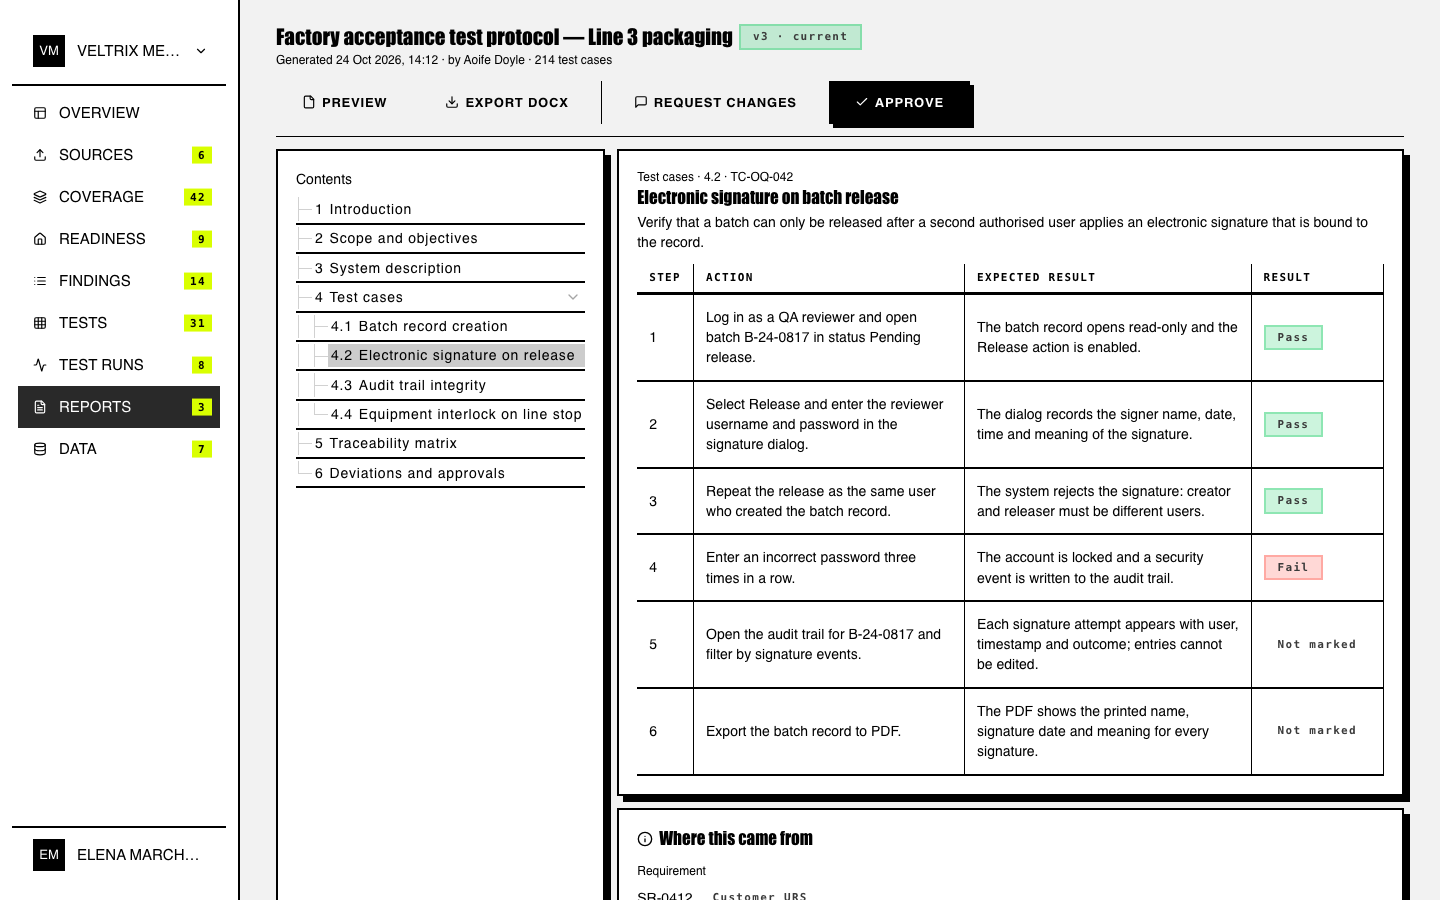 VM VELTRIX ME...
OVERVIEW
SOURCES 6
COVERAGE 42
READINESS 9
FINDINGS 14
TESTS 31
TEST RUNS 8
REPORTS 3
DATA 7
EM ELENA MARCH...
Factory acceptance test protocol — Line 3 packaging v3 · current
Generated 24 Oct 2026, 14:12 · by Aoife Doyle · 214 test cases
PREVIEW EXPORT DOCX REQUEST CHANGES APPROVE
Contents
1 Introduction
2 Scope and objectives
3 System description
4 Test cases
4.1 Batch record creation
4.2 Electronic signature on release
4.3 Audit trail integrity
4.4 Equipment interlock on line stop
5 Traceability matrix
6 Deviations and approvals
Test cases · 4.2 · TC-OQ-042
Electronic signature on batch release
Verify that a batch can only be released after a second authorised user applies an electronic signature that is bound to
the record.
STEP ACTION EXPECTED RESULT RESULT
1
Log in as a QA reviewer and open
batch B-24-0817 in status Pending
release.
The batch record opens read-only and the
Release action is enabled.
Pass
2
Select Release and enter the reviewer
username and password in the
signature dialog.
The dialog records the signer name, date,
time and meaning of the signature.
Pass
3
Repeat the release as the same user
who created the batch record.
The system rejects the signature: creator
and releaser must be different users.
Pass
4
Enter an incorrect password three
times in a row.
The account is locked and a security
event is written to the audit trail.
Fail
5
Open the audit trail for B-24-0817 and
filter by signature events.
Each signature attempt appears with user,
timestamp and outcome; entries cannot
be edited.
Not marked
6
Export the batch record to PDF.
The PDF shows the printed name,
signature date and meaning for every
signature.
Not marked
Where this came from
Requirement
SR-0412 Customer URS